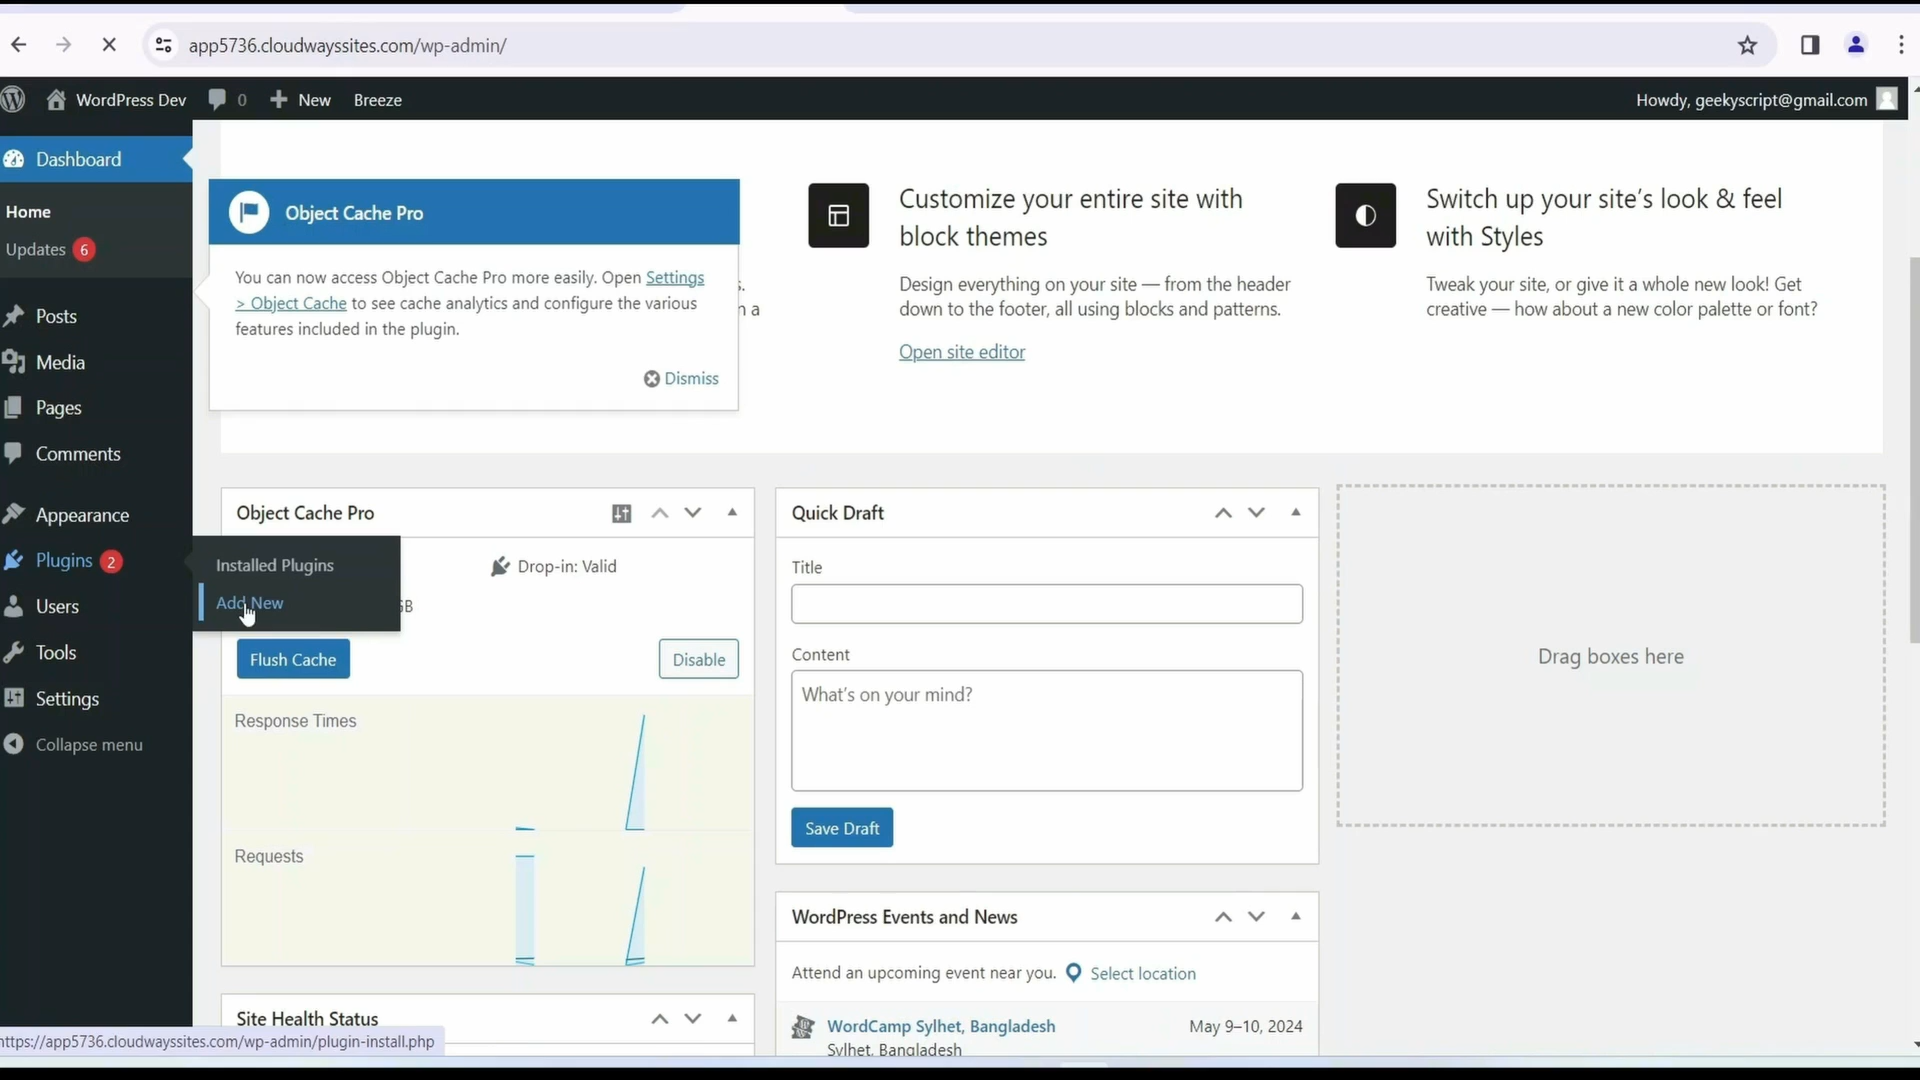 app5736.cloudwayssites.com/wp-admin/
WordPress Dev
0
New
Breeze
Howdy, geekyscript@gmail.com
Dashboard
Home
Updates 6
Posts
Media
Pages
Comments
Appearance
Plugins 2
Users
Tools
Settings
Collapse menu
Installed Plugins
Add New
Object Cache Pro
You can now access Object Cache Pro more easily. Open Settings
> Object Cache to see cache analytics and configure the various
features included in the plugin.
Dismiss
Customize your entire site with
block themes
Design everything on your site — from the header
down to the footer, all using blocks and patterns.
Open site editor
Switch up your site’s look & feel
with Styles
Tweak your site, or give it a whole new look! Get
creative — how about a new color palette or font?
Object Cache Pro
Drop-in: Valid
Flush Cache
Disable
Response Times
Requests
Site Health Status
Quick Draft
Title
Content
What’s on your mind?
Save Draft
WordPress Events and News
Attend an upcoming event near you.
Select location
WordCamp Sylhet, Bangladesh
May 9–10, 2024
Sylhet, Bangladesh
Drag boxes here
https://app5736.cloudwayssites.com/wp-admin/plugin-install.php